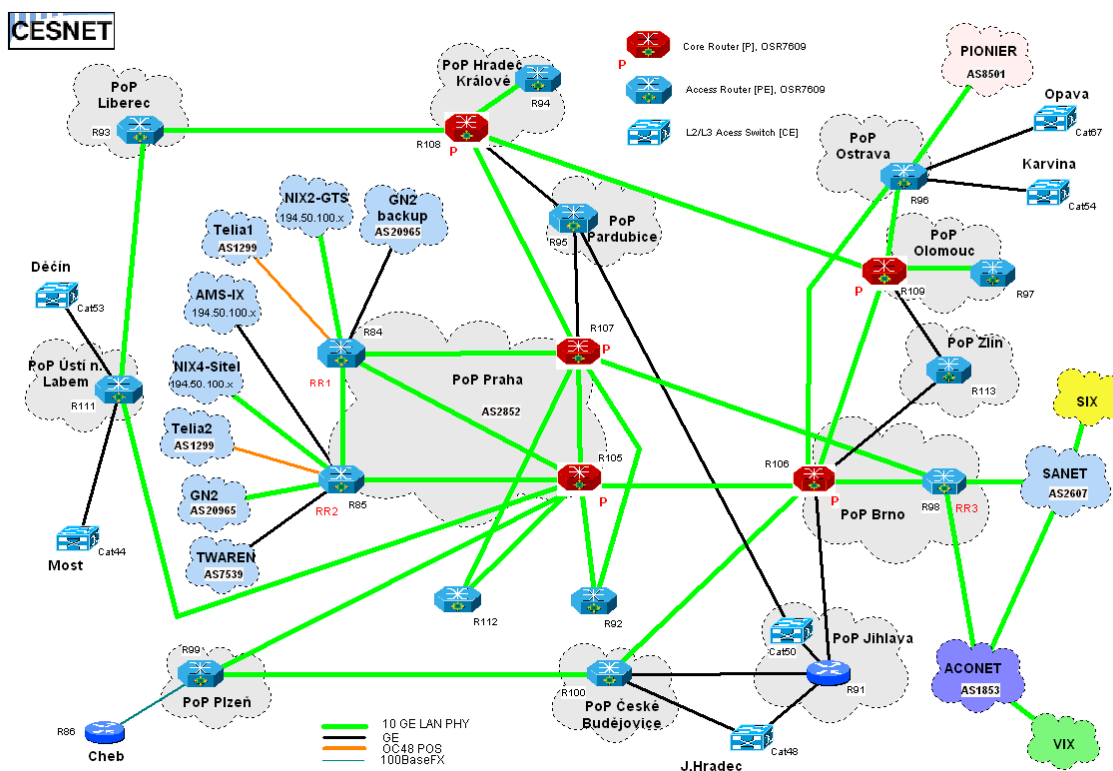 CESNET
PoP Hradec
Králové
R94
R108
P
Core Router [P], OSR7609
P
Access Router [PE], OSR7609
L2/L3 Acess Switch [CE]
PIONIER
AS8501
Opava
Cat67
Karvina
Cat54
PoP
Ostrava
R96
PoP
Liberec
R93
NIX2-GTS
194.50.100.x
GN2
backup
AS20965
Telia1
AS1299
PoP
Pardubice
R95
PoP
Olomouc
R109
P
R97
Děčín
Cat53
AMS-IX
194.50.100.x
R84
RR1
R107
P
PoP Zlín
R113
PoP Ústí n.
Labem
R111
NIX4-Sitel
194.50.100.x
PoP Praha
AS2852
SIX
Telia2
AS1299
R105
P
R106
P
SANET
AS2607
GN2
AS20965
RR2
R85
R98
RR3
PoP Brno
Most
Cat44
TWAREN
AS7539
R112
R92
R99
PoP Plzeň
R100
PoP České
Budějovice
Cat50
PoP Jihlava
R91
ACONET
AS1853
R86
Cheb
10 GE LAN PHY
GE
OC48 POS
100BaseFX
J.Hradec
Cat48
VIX